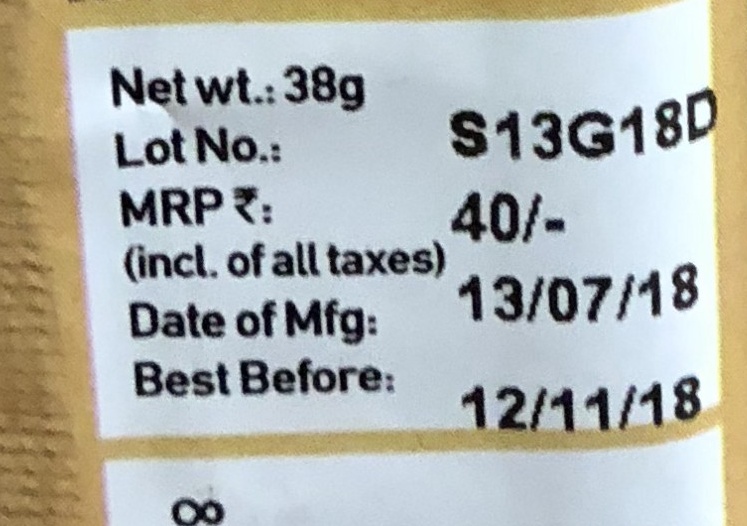 Net wt.: 38g
Lot No.: S13G18D
MRP ₹: 40/-
(incl. of all taxes)
Date of Mfg: 13/07/18
Best Before: 12/11/18
8